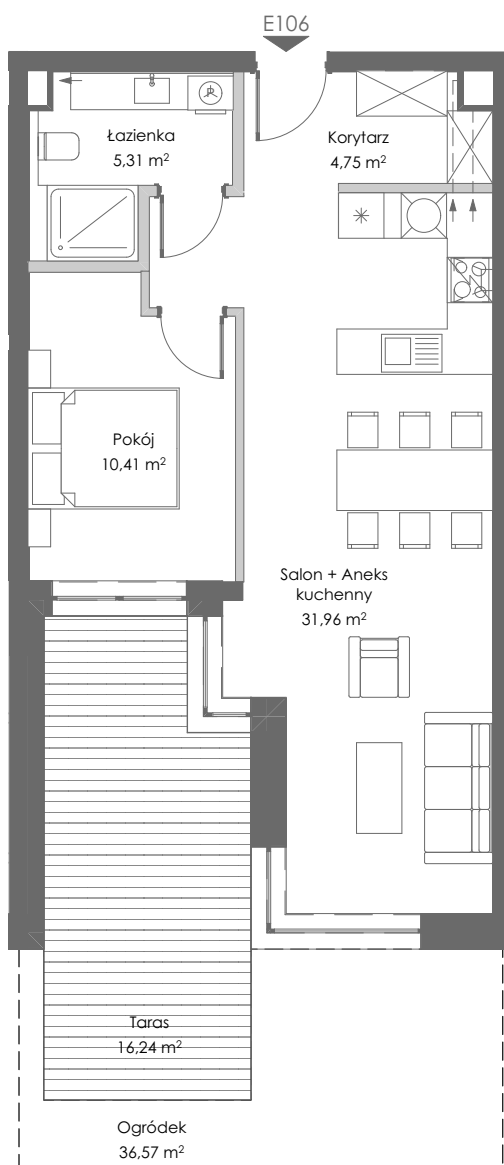 E106
Łazienka
5,31 m²
Korytarz
4,75 m²
Pokój
10,41 m²
Salon + Aneks
kuchenny
31,96 m²
Taras
16,24 m²
Ogródek
36,57 m²